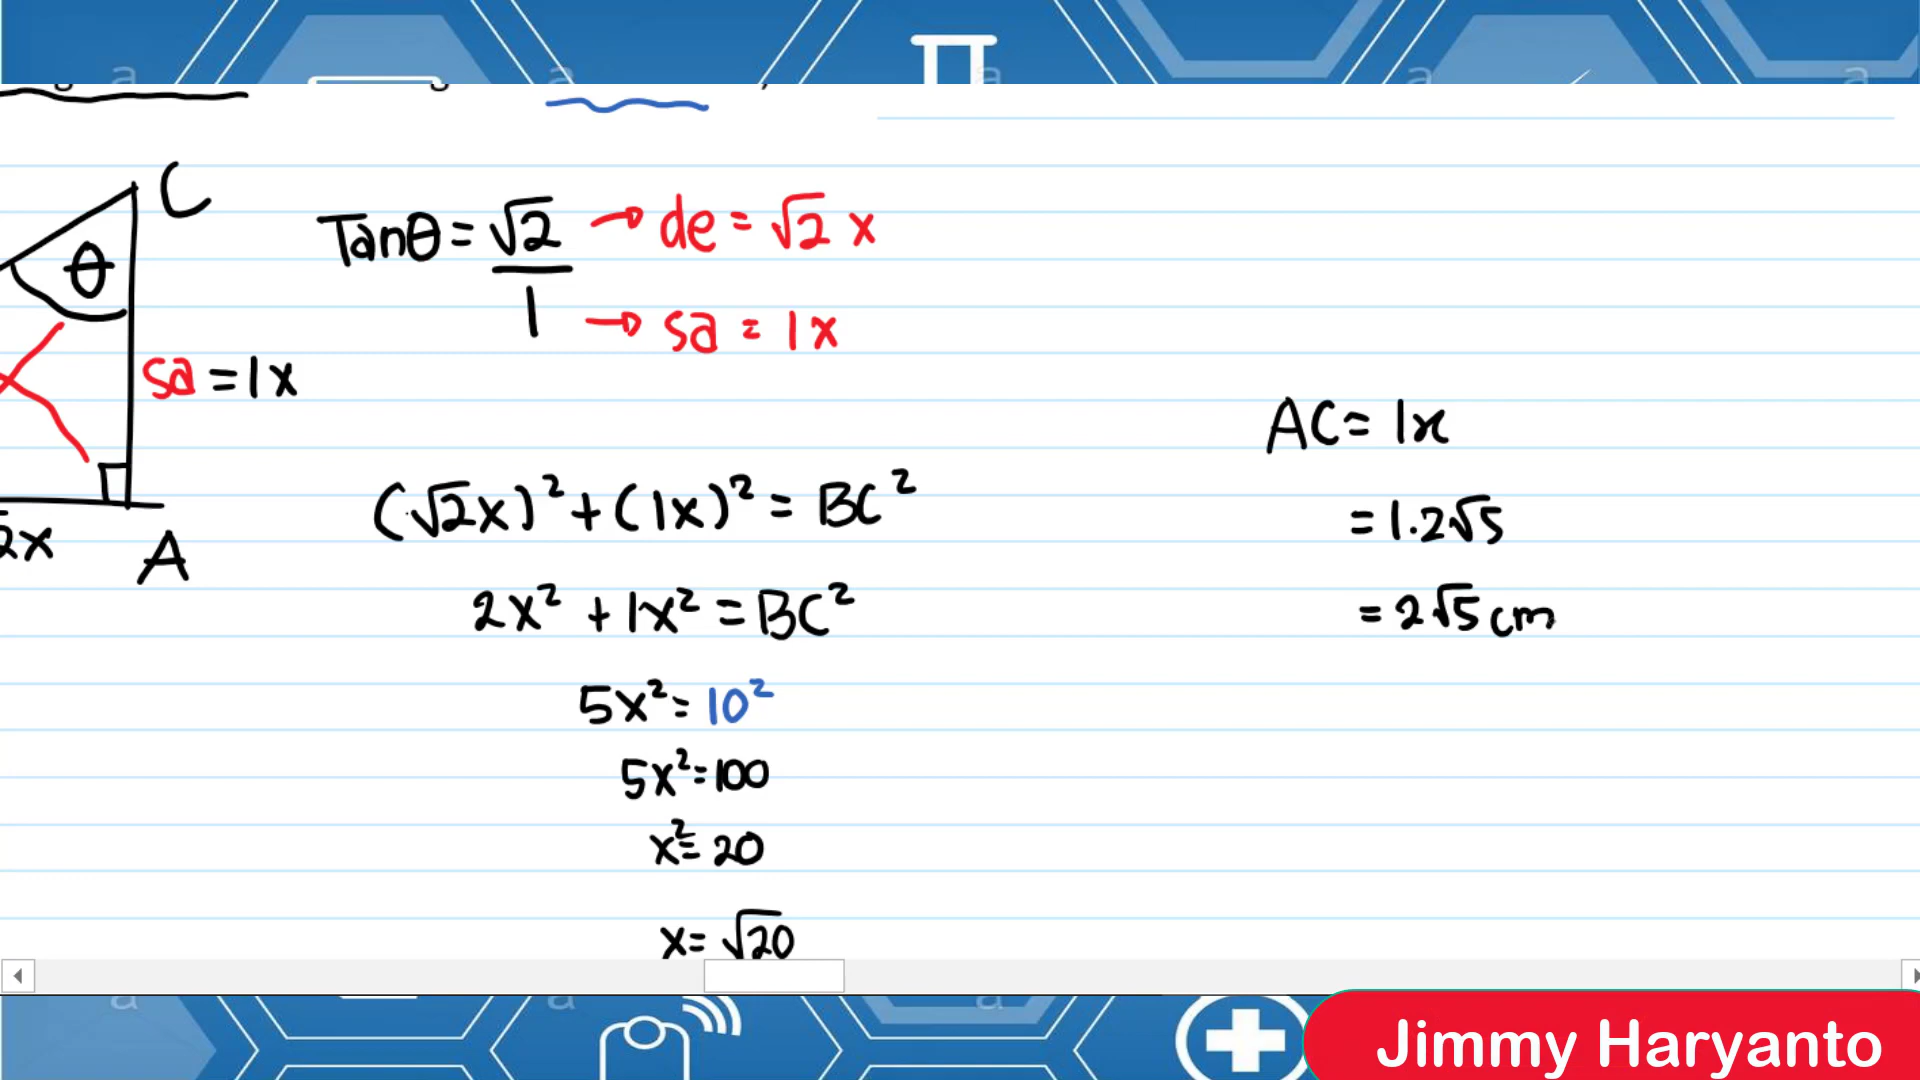 C
Tanθ = √2 → de = √2 x
1 → sa = 1x
θ
sa = 1x
AC = 1x
(√2x)² + (1x)² = BC²
= 1.2√5
2x A
2x² + 1x² = BC²
= 2√5 cm
5x² = 10²
5x² = 100
x² = 20
x = √20
Jimmy Haryanto